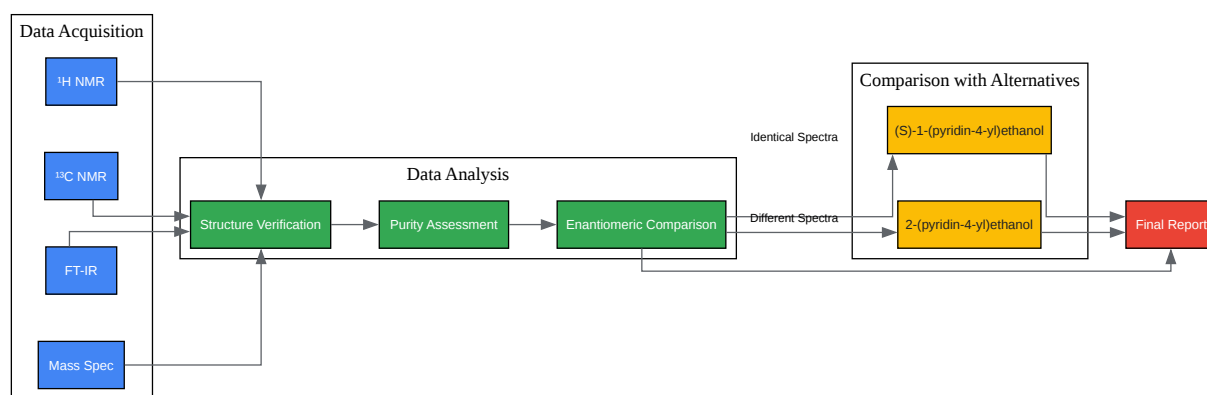 Data Acquisition
¹H NMR
¹³C NMR
FT-IR
Mass Spec
Data Analysis
Structure Verification
Purity Assessment
Enantiomeric Comparison
Identical Spectra
Different Spectra
Comparison with Alternatives
(S)-1-(pyridin-4-yl)ethanol
2-(pyridin-4-yl)ethanol
Final Report